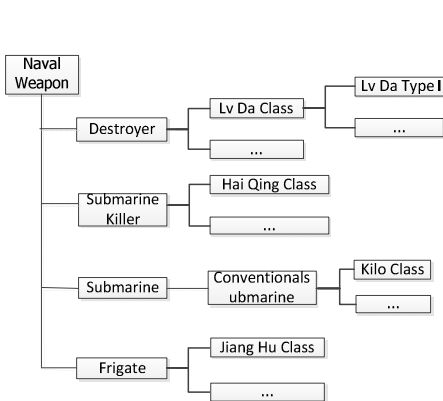 Naval
Weapon
Lv Da Type I
Lv Da Class
...
Destroyer
...
Hai Qing Class
Submarine
Killer
...
Kilo Class
Conventionals
ubmarine
Submarine
...
Jiang Hu Class
Frigate
...